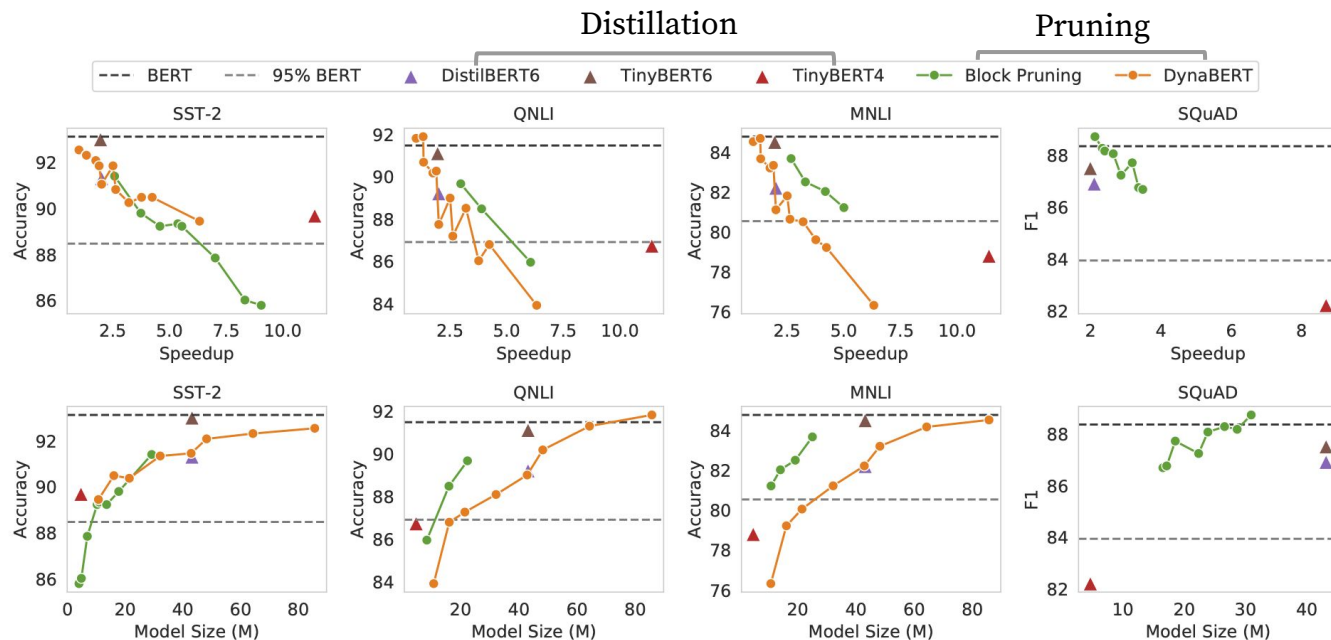 Distillation Pruning
BERT 95% BERT DistilBERT6 TinyBERT6 TinyBERT4 Block Pruning DynaBERT
SST-2 QNLI MNLI SQuAD
Accuracy
92
90
88
86
2.5 5.0 7.5 10.0
Speedup
Accuracy
92
90
88
86
84
2.5 5.0 7.5 10.0
Speedup
Accuracy
84
82
80
78
76
2.5 5.0 7.5 10.0
Speedup
F1
88
86
84
82
2 4 6 8
Speedup
SST-2 QNLI MNLI SQuAD
Accuracy
92
90
88
86
0 20 40 60 80
Model Size (M)
Accuracy
92
90
88
86
84
20 40 60 80
Model Size (M)
Accuracy
84
82
80
78
76
20 40 60 80
Model Size (M)
F1
88
86
84
82
10 20 30 40
Model Size (M)